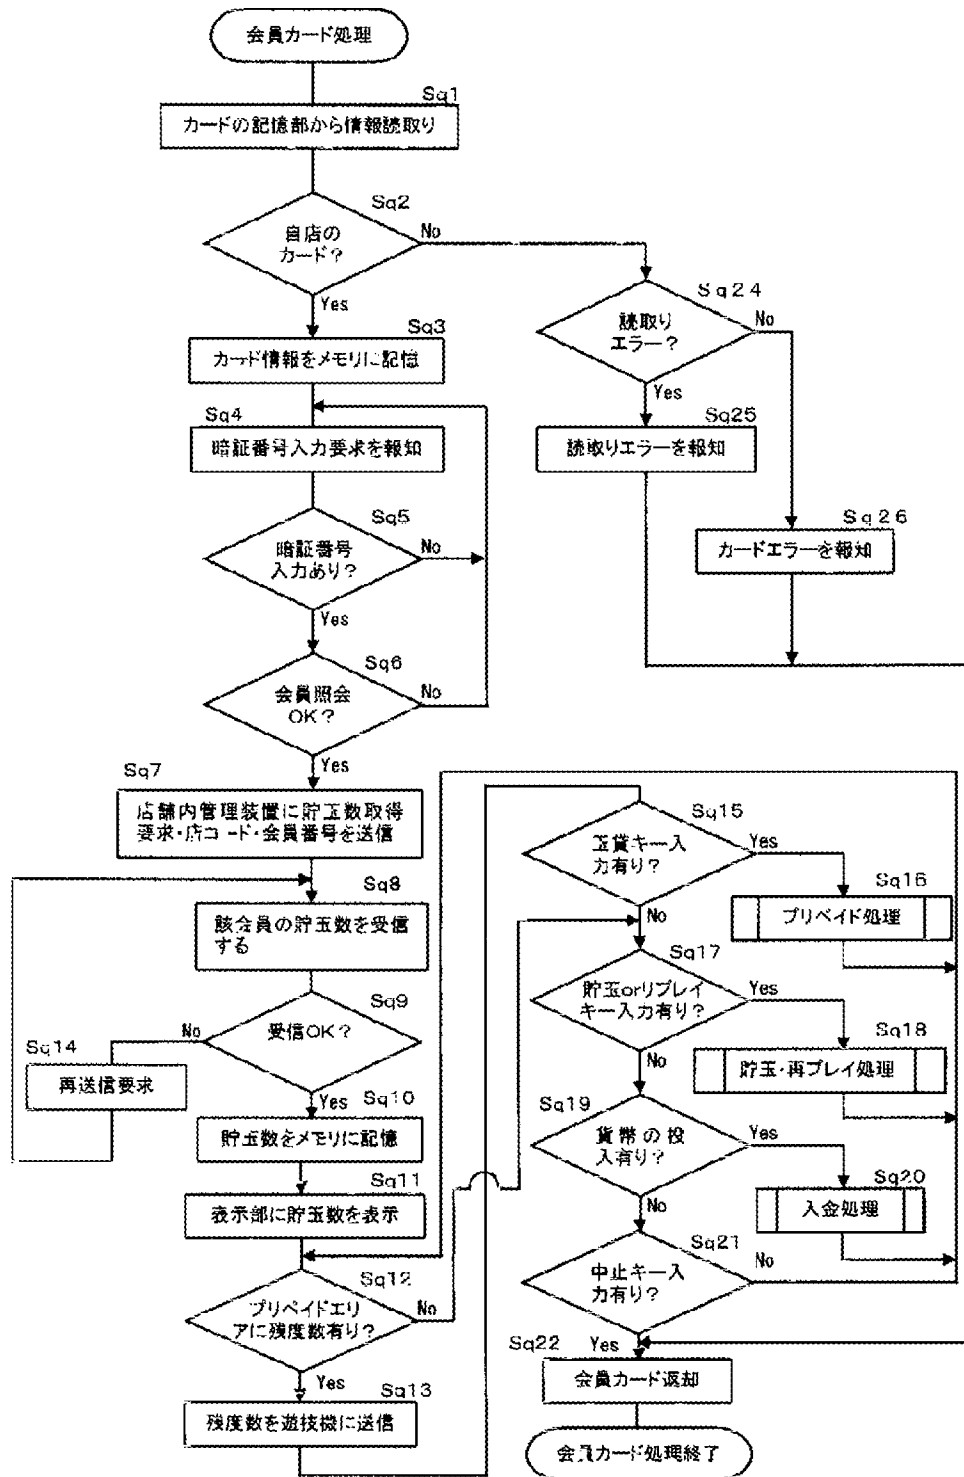 会員カード処理
Sq1
カードの記憶部から情報読取り
Sq2
自店の
カード?
No
Yes
Sq3
カード情報をメモリに記憶
Sq4
暗証番号入力要求を報知
Sq5
暗証番号
入力あり?
No
Yes
Sq6
会員照会
OK?
No
Yes
Sq7
店舗内管理装置に貯玉数取得
要求・店コード・会員番号を送信
Sq8
該会員の貯玉数を受信
する
Sq9
受信OK?
No
Sq14
再送信要求
Yes
Sq10
貯玉数をメモリに記憶
Sq11
表示部に貯玉数を表示
Sq12
プリペイドエリ
アに残度数有り?
No
Yes
Sq13
残度数を遊技機に送信
Sq24
読取り
エラー?
No
Yes
Sq25
読取りエラーを報知
Sq26
カードエラーを報知
Sq15
玉貸キー入
力有り?
Yes
No
Sq16
プリペイド処理
Sq17
貯玉orリプレイ
キー入力有り?
Yes
No
Sq18
貯玉・再プレイ処理
Sq19
貨幣の投
入有り?
Yes
No
Sq20
入金処理
Sq21
中止キー入
力有り?
No
Yes
Sq22
会員カード返却
会員カード処理終了